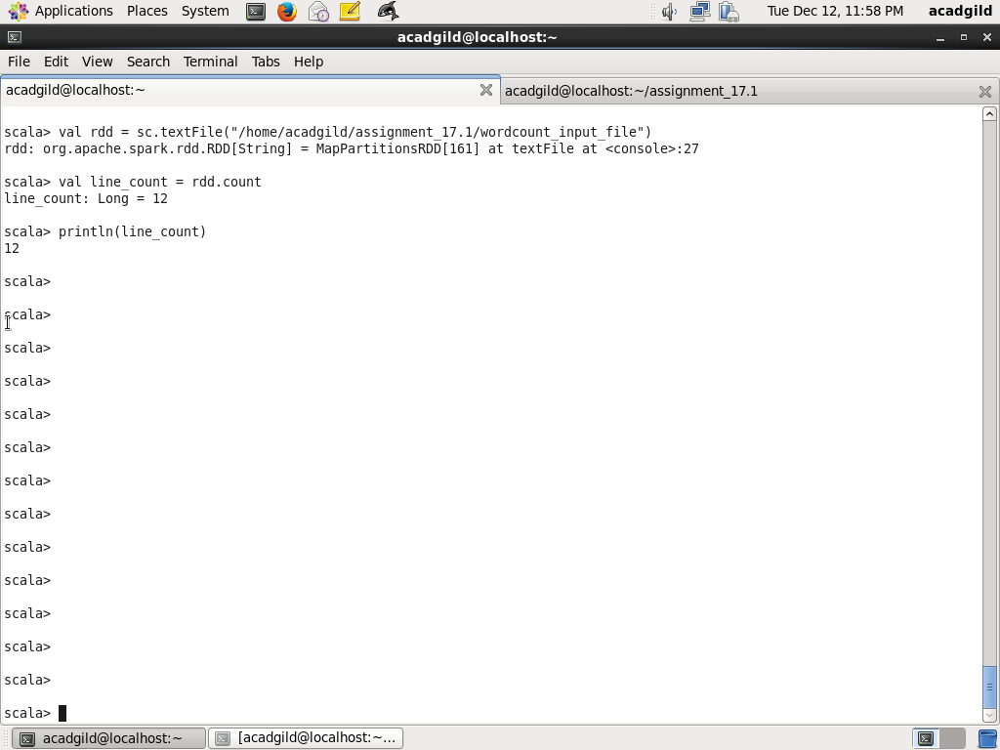 Applications Places System Tue Dec 12, 11:58 PM acadgild
acadgild@localhost:~
File Edit View Search Terminal Tabs Help
acadgild@localhost:~ acadgild@localhost:~/assignment_17.1
scala> val rdd = sc.textFile("/home/acadgild/assignment_17.1/wordcount_input_file")
rdd: org.apache.spark.rdd.RDD[String] = MapPartitionsRDD[161] at textFile at <console>:27
scala> val line_count = rdd.count
line_count: Long = 12
scala> println(line_count)
12
scala>
scala>
scala>
scala>
scala>
scala>
scala>
scala>
scala>
scala>
scala>
scala>
scala>
scala>
acadgild@localhost:~ [acadgild@localhost:~...